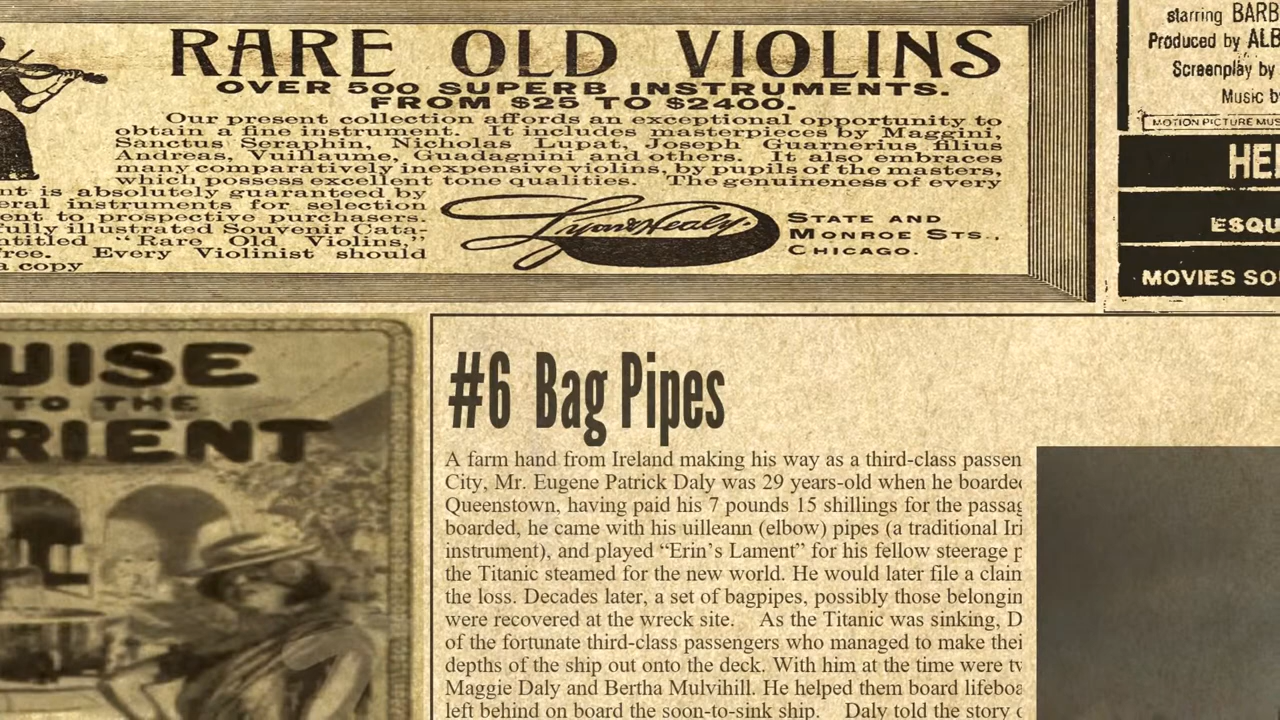 RARE OLD VIOLINS
OVER 500 SUPERB INSTRUMENTS.
FROM $25 TO $2400.
Our present collection affords an exceptional opportunity to
obtain a fine instrument. It includes masterpieces by Maggini,
Sanctus Seraphin, Nicholas Lupat, Joseph Guarnerius filius
Andreas, Vuillaume, Guadagnini and others. It also embraces
many comparatively inexpensive violins, by pupils of the masters,
which possess excellent tone qualities. The genuineness of every
nt is absolutely guaranteed by
eral instruments for selection
ent to prospective purchasers.
fully illustrated Souvenir Cata-
ntitled "Rare Old Violins,"
free. Every Violinist should
a copy
Lyon & Healy.
STATE AND
MONROE STS.,
CHICAGO.
starring BARB
Produced by ALB
Screenplay by
Music b
MOTION PICTURE MUS
HE
ESQU
MOVIES SO
UISE
TO THE
RIENT
#6 Bag Pipes
A farm hand from Ireland making his way as a third-class passen
City, Mr. Eugene Patrick Daly was 29 years-old when he boarded
Queenstown, having paid his 7 pounds 15 shillings for the passag
boarded, he came with his uilleann (elbow) pipes (a traditional Iri
instrument), and played “Erin’s Lament” for his fellow steerage p
the Titanic steamed for the new world. He would later file a claim
the loss. Decades later, a set of bagpipes, possibly those belongin
were recovered at the wreck site. As the Titanic was sinking, D
of the fortunate third-class passengers who managed to make thei
depths of the ship out onto the deck. With him at the time were tw
Maggie Daly and Bertha Mulvihill. He helped them board lifeboa
left behind on board the soon-to-sink ship. Daly told the story